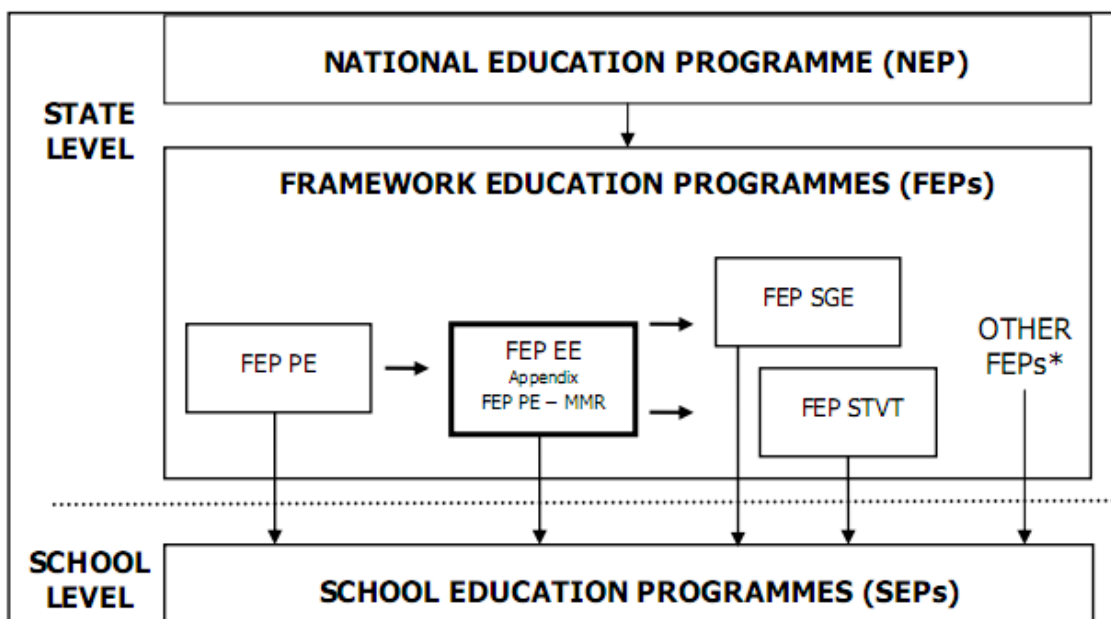 NATIONAL EDUCATION PROGRAMME (NEP)
STATE
LEVEL
FRAMEWORK EDUCATION PROGRAMMES (FEPs)
FEP PE
FEP EE
Appendix
FEP PE – MMR
FEP SGE
FEP STVT
OTHER
FEPs*
SCHOOL
LEVEL
SCHOOL EDUCATION PROGRAMMES (SEPs)